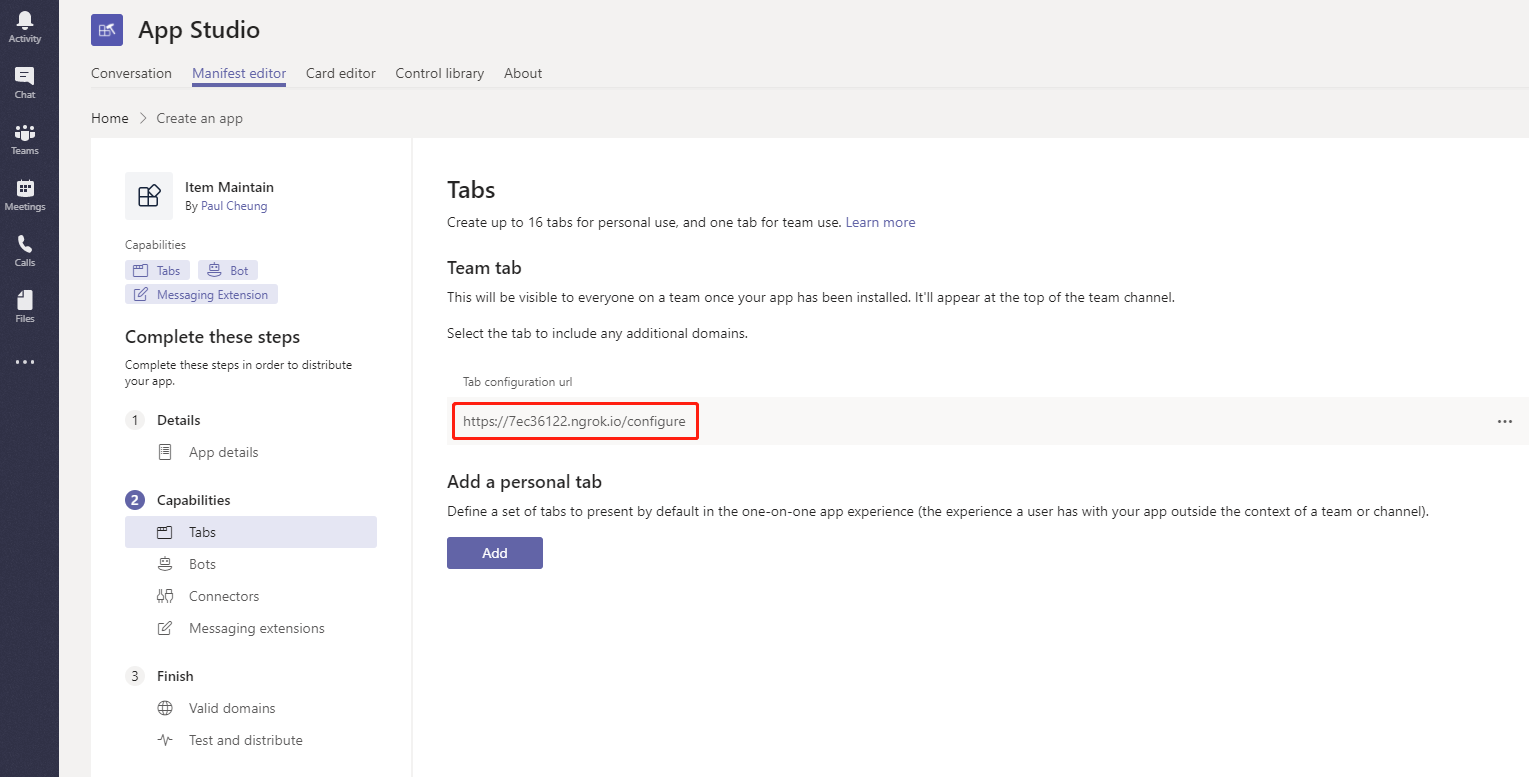 Activity
Chat
Teams
Meetings
Calls
Files
App Studio
Conversation Manifest editor Card editor Control library About
Home Create an app
Item Maintain
By Paul Cheung
Capabilities
Tabs Bot
Messaging Extension
Complete these steps
Complete these steps in order to distribute
your app.
1 Details
App details
2 Capabilities
Tabs
Bots
Connectors
Messaging extensions
3 Finish
Valid domains
Test and distribute
Tabs
Create up to 16 tabs for personal use, and one tab for team use. Learn more
Team tab
This will be visible to everyone on a team once your app has been installed. It'll appear at the top of the team channel.
Select the tab to include any additional domains.
Tab configuration url
https://7ec36122.ngrok.io/configure
Add a personal tab
Define a set of tabs to present by default in the one-on-one app experience (the experience a user has with your app outside the context of a team or channel).
Add